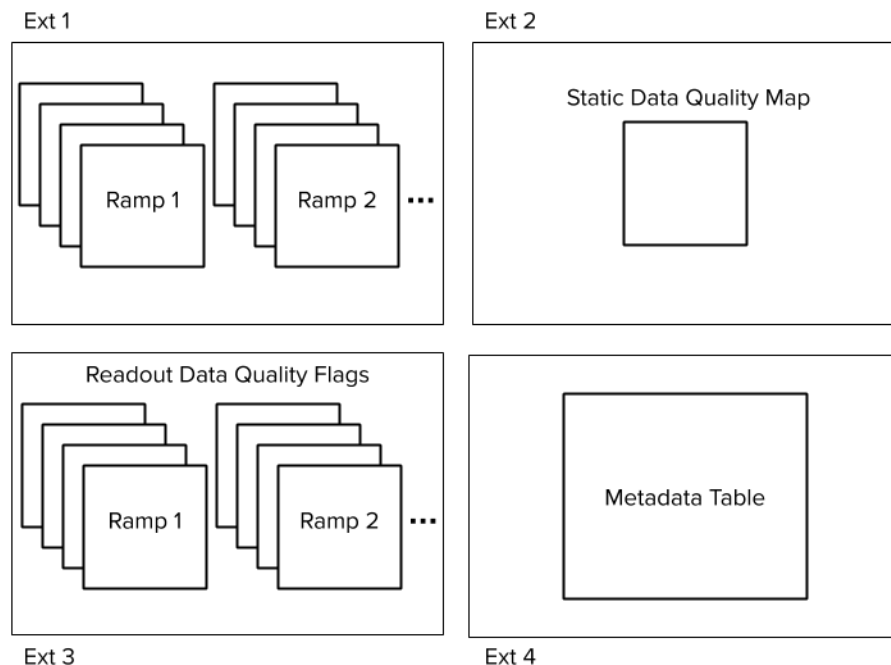 Ext 1
Ext 2
Ramp 1
Ramp 2
...
Static Data Quality Map
Readout Data Quality Flags
Ramp 1
Ramp 2
...
Metadata Table
Ext 3
Ext 4